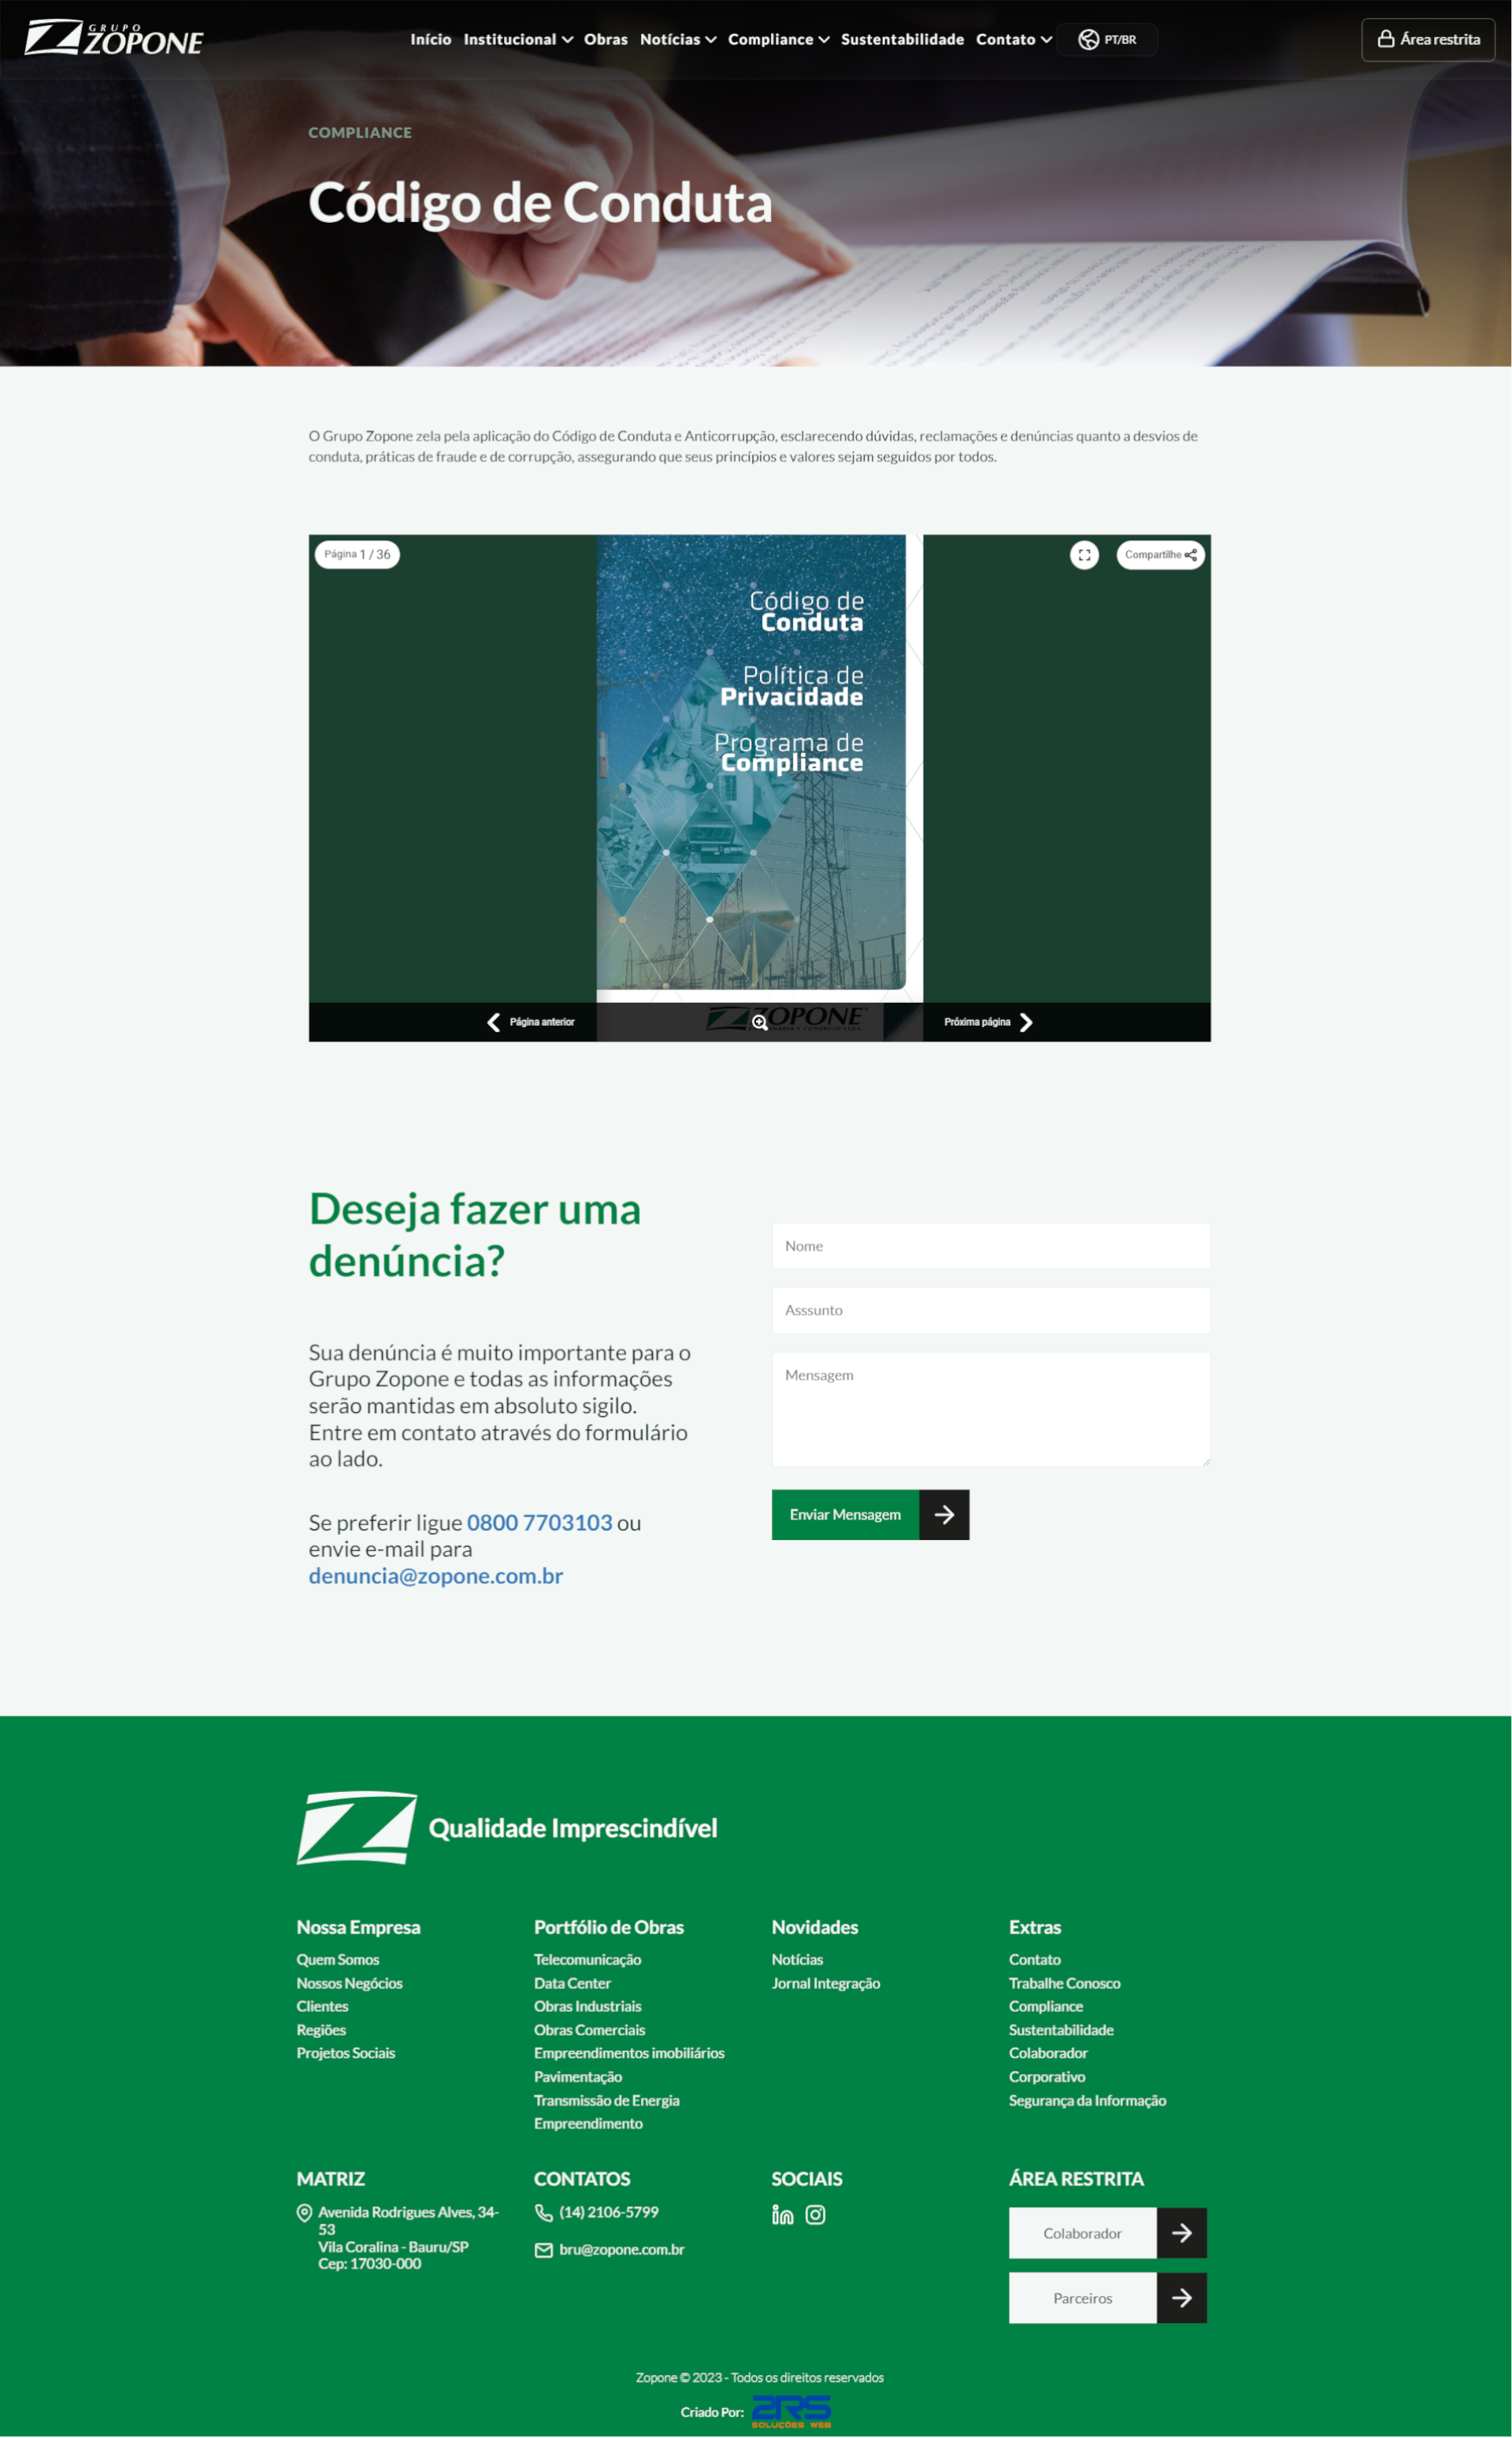 GRUPO
ZOPONE
Início Institucional Obras Notícias Compliance Sustentabilidade Contato PT/BR Área restrita
COMPLIANCE
Código de Conduta
O Grupo Zopone zela pela aplicação do Código de Conduta e Anticorrupção, esclarecendo dúvidas, reclamações e denúncias quanto a desvios de
conduta, práticas de fraude e de corrupção, assegurando que seus princípios e valores sejam seguidos por todos.
Página 1 / 36
Compartilhe
Código de
Conduta
Política de
Privacidade
Programa de
Compliance
ZOPONE
Página anterior
Próxima página
Deseja fazer uma
denúncia?
Sua denúncia é muito importante para o
Grupo Zopone e todas as informações
serão mantidas em absoluto sigilo.
Entre em contato através do formulário
ao lado.
Se preferir ligue 0800 7703103 ou
envie e-mail para
denuncia@zopone.com.br
Nome
Asssunto
Mensagem
Enviar Mensagem
Qualidade Imprescindível
Nossa Empresa
Quem Somos
Nossos Negócios
Clientes
Regiões
Projetos Sociais
Portfólio de Obras
Telecomunicação
Data Center
Obras Industriais
Obras Comerciais
Empreendimentos imobiliários
Pavimentação
Transmissão de Energia
Empreendimento
Novidades
Notícias
Jornal Integração
Extras
Contato
Trabalhe Conosco
Compliance
Sustentabilidade
Colaborador
Corporativo
Segurança da Informação
MATRIZ
Avenida Rodrigues Alves, 34-
53
Vila Coralina - Bauru/SP
Cep: 17030-000
CONTATOS
(14) 2106-5799
bru@zopone.com.br
SOCIAIS
ÁREA RESTRITA
Colaborador
Parceiros
Zopone © 2023 - Todos os direitos reservados
Criado Por: 2RS
SOLUÇÕES WEB